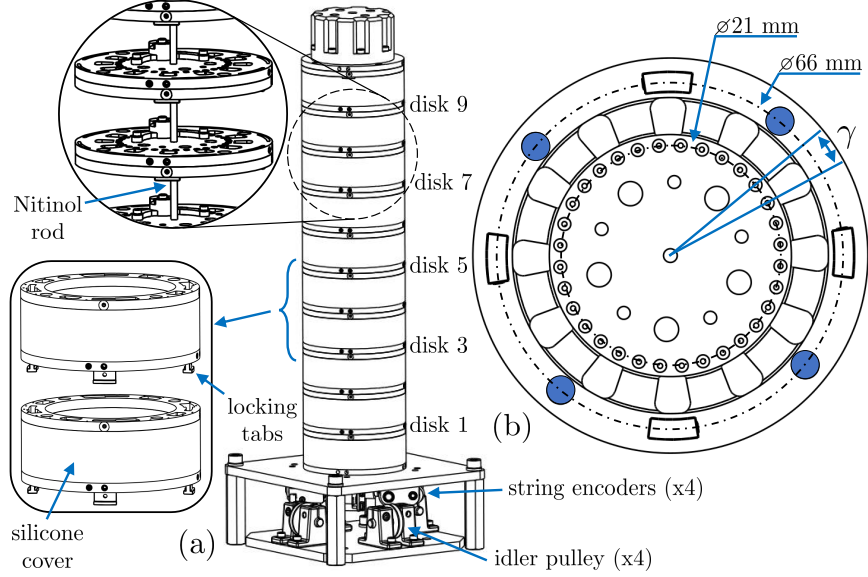 ⌀21 mm
⌀66 mm
γ
disk 9
disk 7
disk 5
disk 3
disk 1
Nitinol
rod
locking
tabs
silicone
cover
string encoders (x4)
idler pulley (x4)
(a)
(b)